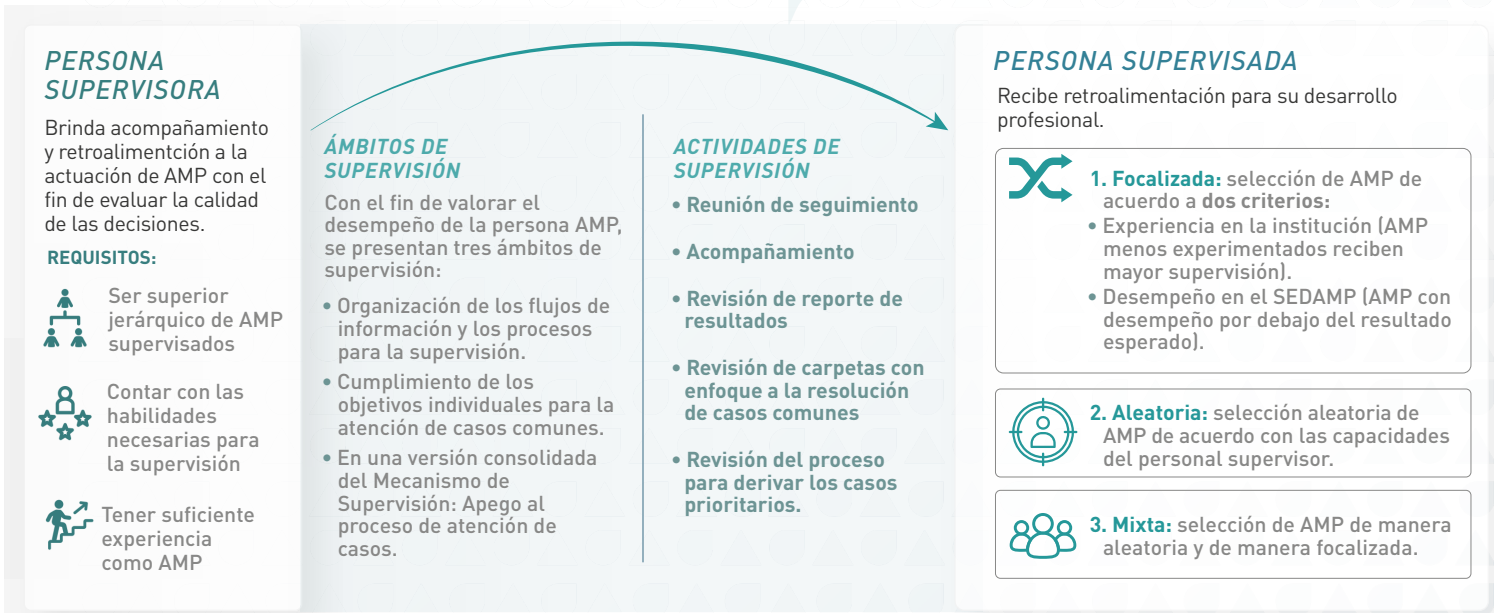 PERSONA
SUPERVISORA
Brinda acompañamiento
y retroalimentción a la
actuación de AMP con el
fin de evaluar la calidad
de las decisiones.
REQUISITOS:
Ser superior
jerárquico de AMP
supervisados
Contar con las
habilidades
necesarias para
la supervisión
Tener suficiente
experiencia
como AMP
ÁMBITOS DE
SUPERVISIÓN
Con el fin de valorar el
desempeño de la persona AMP,
se presentan tres ámbitos de
supervisión:
• Organización de los flujos de
información y los procesos
para la supervisión.
• Cumplimiento de los
objetivos individuales para la
atención de casos comunes.
• En una versión consolidada
del Mecanismo de
Supervisión: Apego al
proceso de atención de
casos.
ACTIVIDADES DE
SUPERVISIÓN
• Reunión de seguimiento
• Acompañamiento
• Revisión de reporte de
resultados
• Revisión de carpetas con
enfoque a la resolución
de casos comunes
• Revisión del proceso
para derivar los casos
prioritarios.
PERSONA SUPERVISADA
Recibe retroalimentación para su desarrollo
profesional.
1. Focalizada: selección de AMP de
acuerdo a dos criterios:
• Experiencia en la institución (AMP
menos experimentados reciben
mayor supervisión).
• Desempeño en el SEDAMP (AMP con
desempeño por debajo del resultado
esperado).
2. Aleatoria: selección aleatoria de
AMP de acuerdo con las capacidades
del personal supervisor.
3. Mixta: selección de AMP de manera
aleatoria y de manera focalizada.